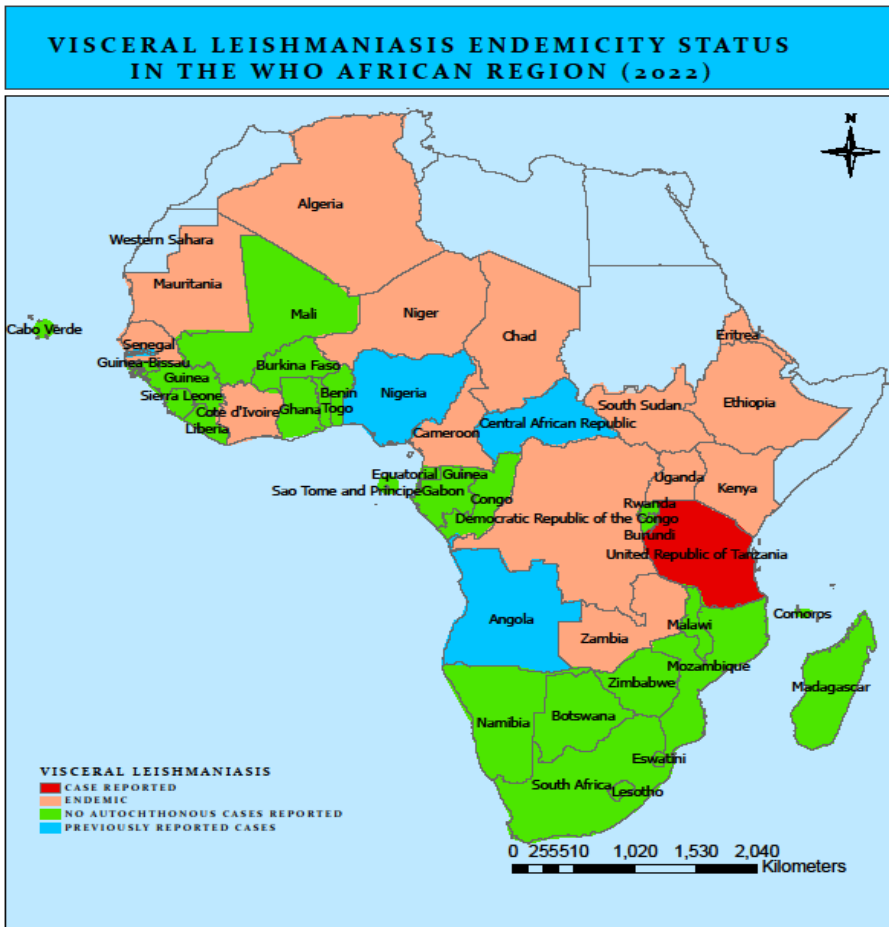 VISCERAL LEISHMANIASIS ENDEMICITY STATUS
IN THE WHO AFRICAN REGION (2022)
N
Algeria
Western Sahara
Mauritania
Mali
Niger
Chad
Cabo Verde
Senegal
Eritrea
Guinea-Bissau
Burkina Faso
Guinea
Benin
Nigeria
Ethiopia
Sierra Leone
South Sudan
Coté d'Ivoire
Ghana
Togo
Central African Republic
Liberia
Cameroon
Equatorial Guinea
Uganda
Kenya
Sao Tome and Principe
Gabon
Congo
Rwanda
Democratic Republic of the Congo
Burundi
United Republic of Tanzania
Angola
Malawi
Comorps
Zambia
Mozambique
Zimbabwe
Madagascar
Namibia
Botswana
Eswatini
South Africa
Lesotho
VISCERAL LEISHMANIASIS
CASE REPORTED
ENDEMIC
NO AUTOCHTHONOUS CASES REPORTED
PREVIOUSLY REPORTED CASES
0 255510 1,020 1,530 2,040
Kilometers